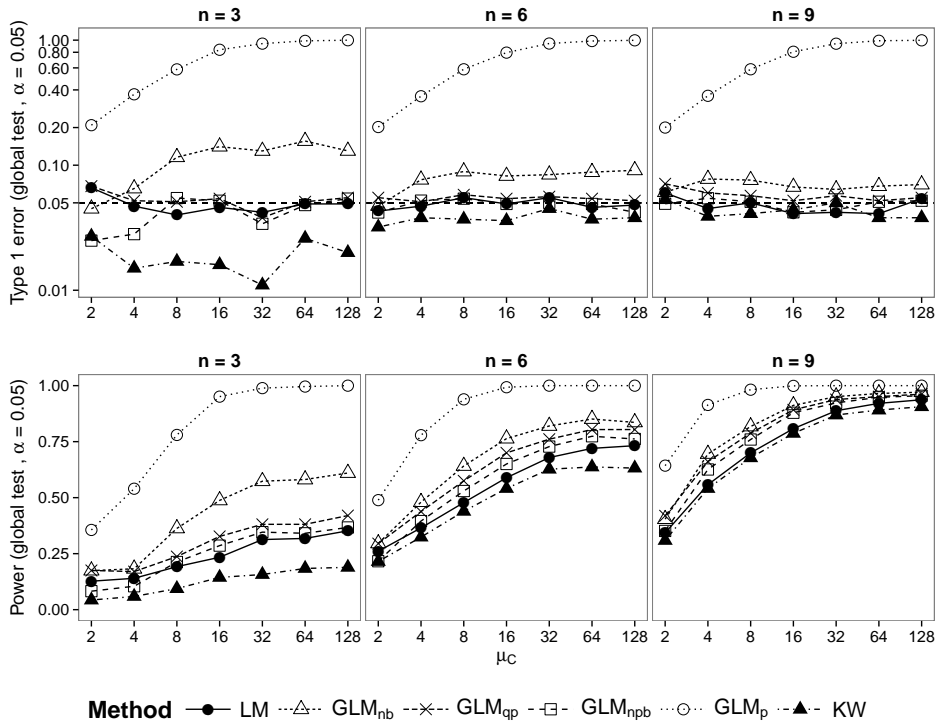 n = 3
n = 6
n = 9
Type 1 error (global test , α = 0.05)
1.00
0.80
0.60
0.40
0.20
0.10
0.05
0.01
2 4 8 16 32 64 128
2 4 8 16 32 64 128
2 4 8 16 32 64 128
n = 3
n = 6
n = 9
Power (global test , α = 0.05)
1.00
0.75
0.50
0.25
0.00
2 4 8 16 32 64 128
2 4 8 16 32 64 128
2 4 8 16 32 64 128
μC
Method LM GLMnb GLMqp GLMnpb GLMp KW